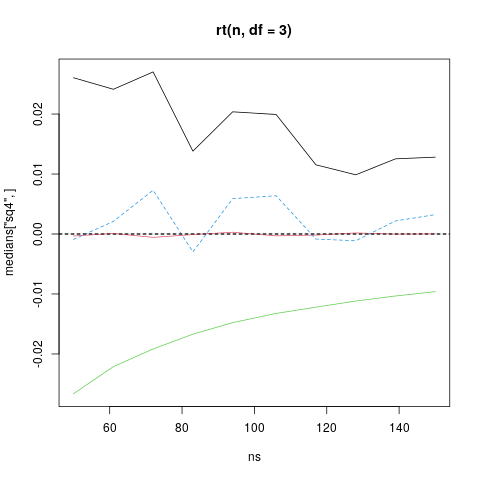 rt(n, df = 3)
medians["sq4", ]
0.02
0.01
0.00
-0.01
-0.02
60 80 100 120 140
ns